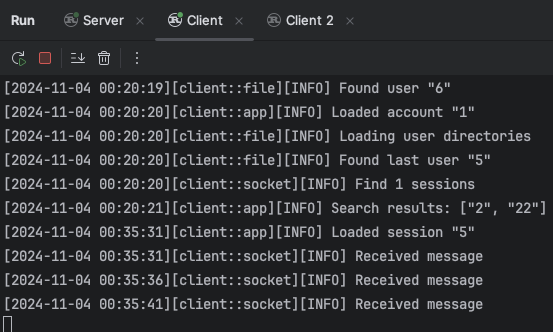 Run Server × Client × Client 2 ×
[2024-11-04 00:20:19][client::file][INFO] Found user "6"
[2024-11-04 00:20:20][client::app][INFO] Loaded account "1"
[2024-11-04 00:20:20][client::file][INFO] Loading user directories
[2024-11-04 00:20:20][client::file][INFO] Found last user "5"
[2024-11-04 00:20:20][client::socket][INFO] Find 1 sessions
[2024-11-04 00:20:21][client::app][INFO] Search results: ["2", "22"]
[2024-11-04 00:35:31][client::app][INFO] Loaded session "5"
[2024-11-04 00:35:31][client::socket][INFO] Received message
[2024-11-04 00:35:36][client::socket][INFO] Received message
[2024-11-04 00:35:41][client::socket][INFO] Received message